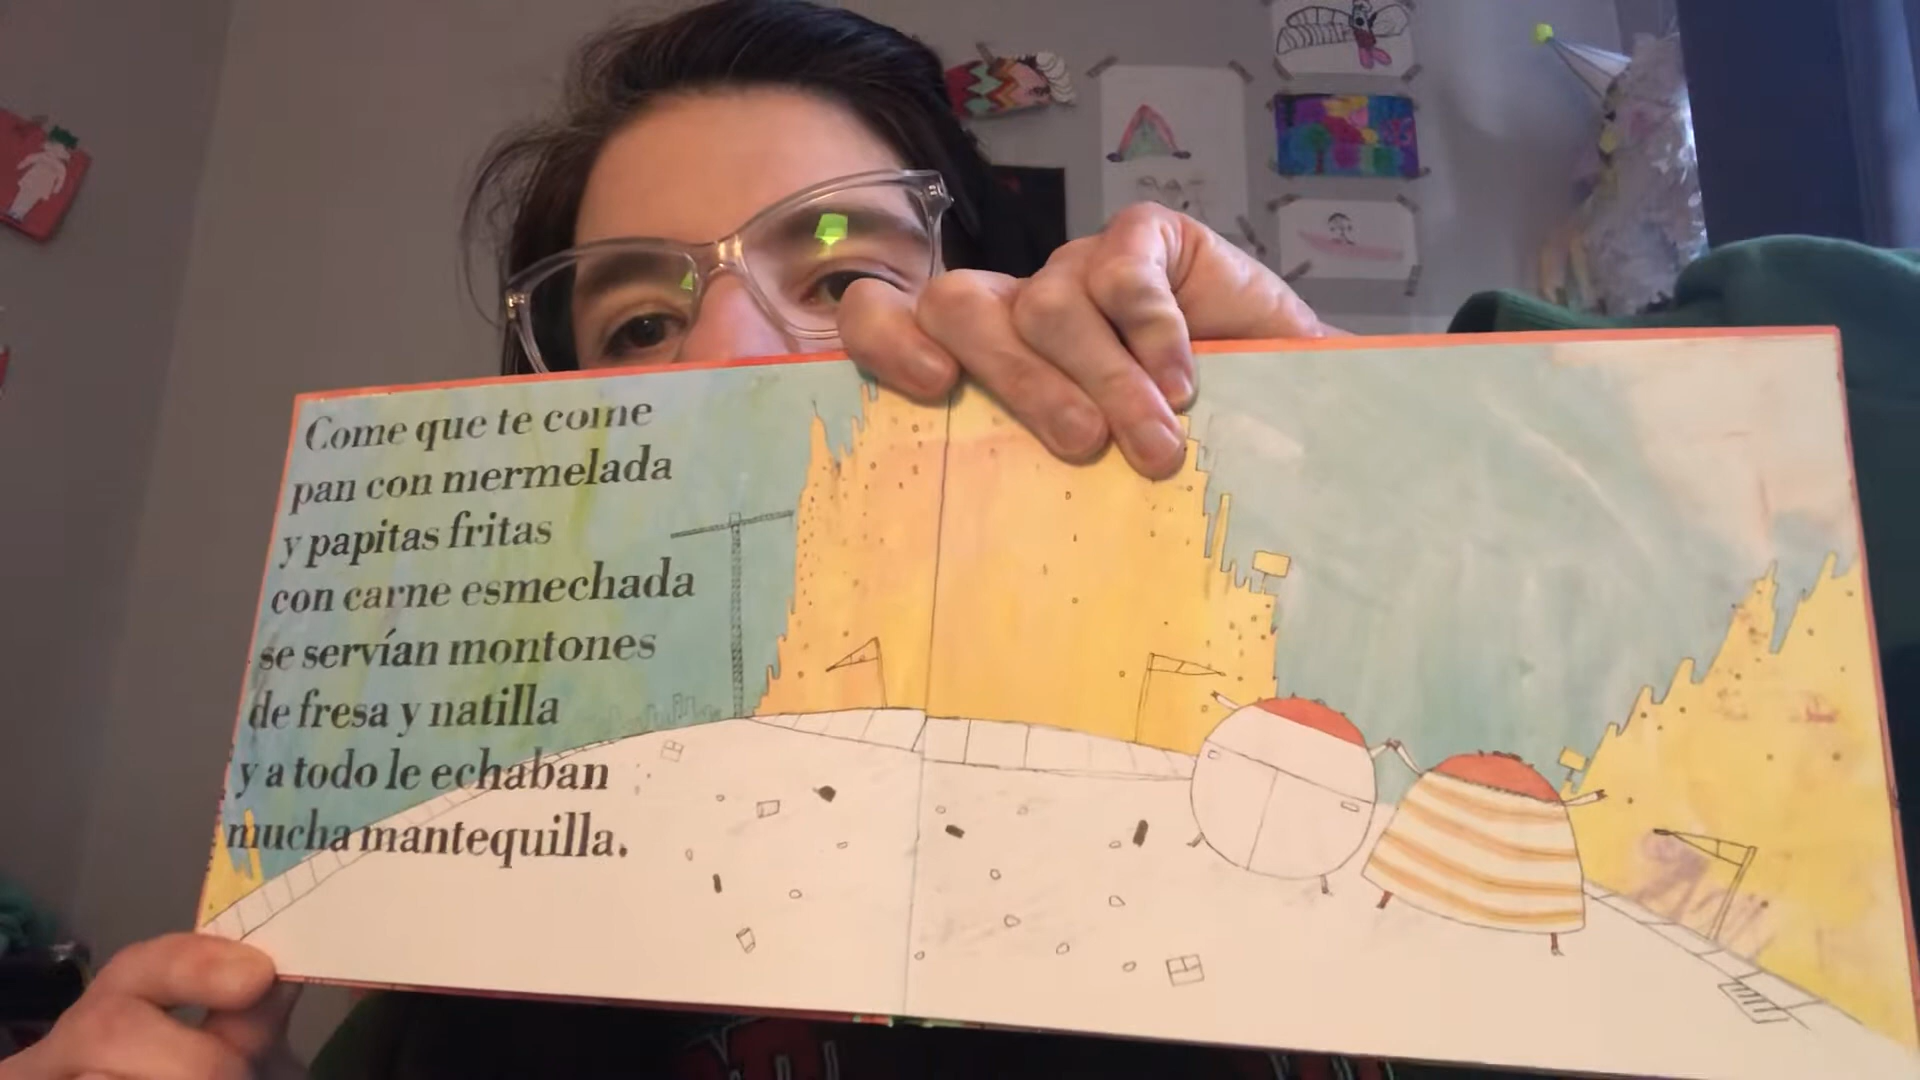 Come que te come
pan con mermelada
y papitas fritas
con carne esmechada
se servían montones
de fresa y natilla
y a todo le echaban
mucha mantequilla.